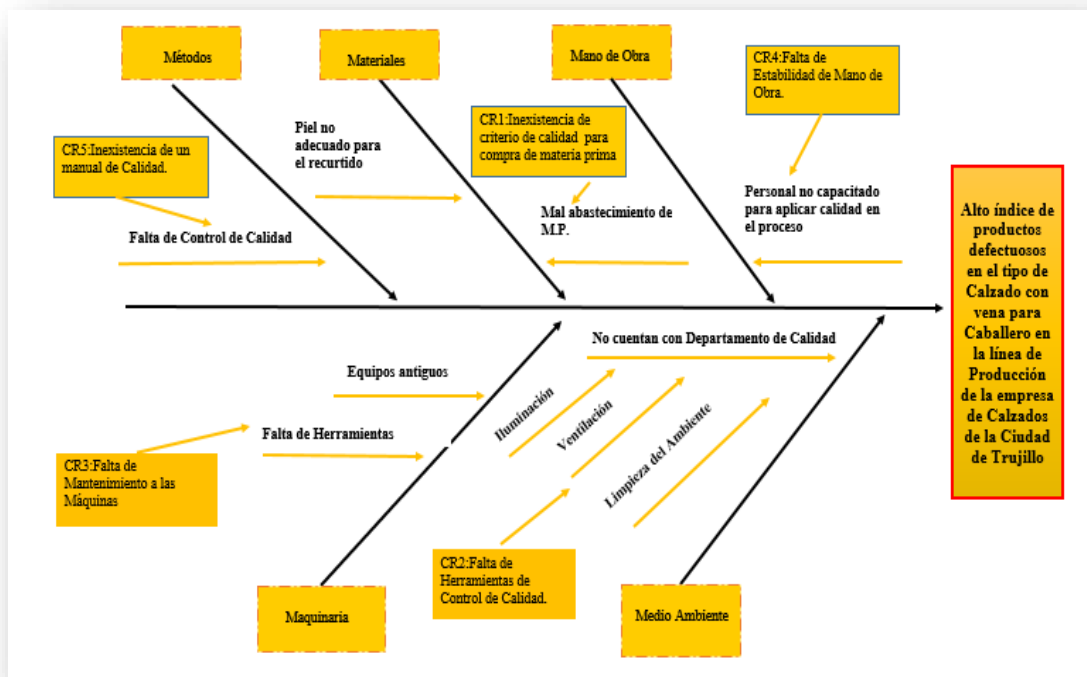 Métodos
Materiales
Mano de Obra
CR4:Falta de
Estabilidad de Mano de
Obra.
CR5:Inexistencia de un
manual de Calidad.
Piel no
adecuado para
el recurtido
CR1:Inexistencia de
criterio de calidad para
compra de materia prima
Falta de Control de Calidad
Mal abastecimiento de
M.P.
Personal no capacitado
para aplicar calidad en
el proceso
Alto índice de
productos
defectuosos
en el tipo de
Calzado con
vena para
Caballero en
la línea de
Producción
de la empresa
de Calzados
de la Ciudad
de Trujillo
No cuentan con Departamento de Calidad
Equipos antiguos
Falta de Herramientas
Iluminación
Ventilación
Limpieza del Ambiente
CR3:Falta de
Mantenimiento a las
Máquinas
CR2:Falta de
Herramientas de
Control de Calidad.
Maquinaria
Medio Ambiente